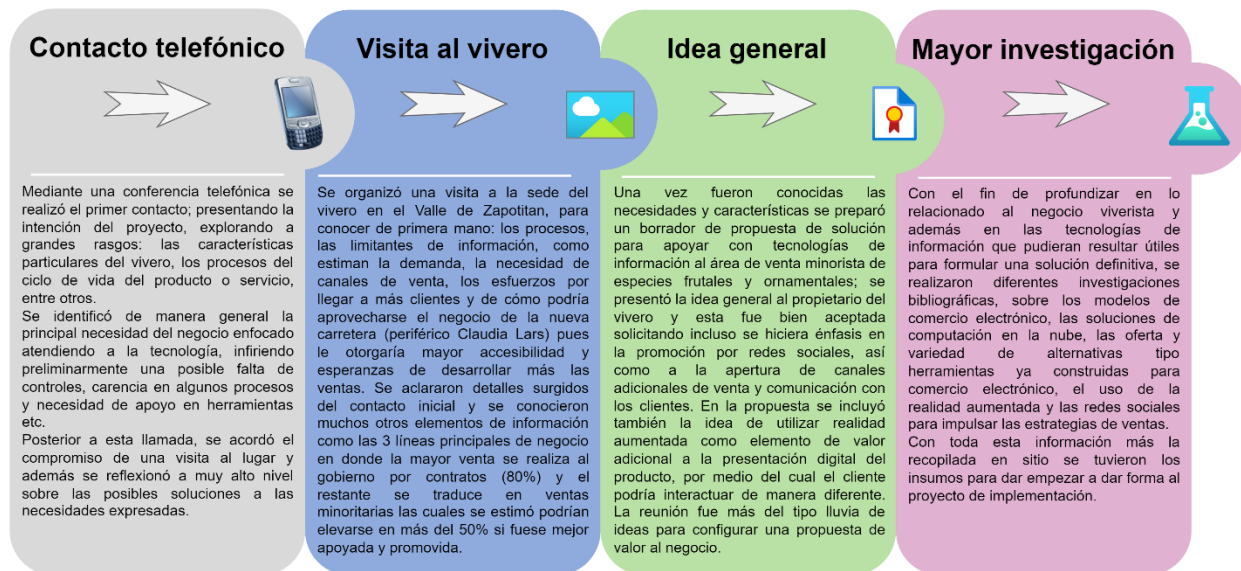 Contacto telefónico
Mediante una conferencia telefónica se
realizó el primer contacto; presentando la
intención del proyecto, explorando a
grandes rasgos: las características
particulares del vivero, los procesos del
ciclo de vida del producto o servicio,
entre otros.
Se identificó de manera general la
principal necesidad del negocio enfocado
atendiendo a la tecnología, infiriendo
preliminarmente una posible falta de
controles, carencia en algunos procesos
y necesidad de apoyo en herramientas
etc.
Posterior a esta llamada, se acordó el
compromiso de una visita al lugar y
además se reflexionó a muy alto nivel
sobre las posibles soluciones a las
necesidades expresadas.
Visita al vivero
Se organizó una visita a la sede del
vivero en el Valle de Zapotitan, para
conocer de primera mano: los procesos,
las limitantes de información, como
estiman la demanda, la necesidad de
canales de venta, los esfuerzos por
llegar a más clientes y de cómo podría
aprovecharse el negocio de la nueva
carretera (periférico Claudia Lars) pues
le otorgaría mayor accesibilidad y
esperanzas de desarrollar más las
ventas. Se aclararon detalles surgidos
del contacto inicial y se conocieron
muchos otros elementos de información
como las 3 líneas principales de negocio
en donde la mayor venta se realiza al
gobierno por contratos (80%) y el
restante se traduce en ventas
minoritarias las cuales se estimó podrían
elevarse en más del 50% si fuese mejor
apoyada y promovida.
Idea general
Una vez fueron conocidas las
necesidades y características se preparó
un borrador de propuesta de solución
para apoyar con tecnologías de
información al área de venta minorista de
especies frutales y ornamentales; se
presentó la idea general al propietario del
vivero y esta fue bien aceptada
solicitando incluso se hiciera énfasis en
la promoción por redes sociales, así
como a la apertura de canales
adicionales de venta y comunicación con
los clientes. En la propuesta se incluyó
también la idea de utilizar realidad
aumentada como elemento de valor
adicional a la presentación digital del
producto, por medio del cual el cliente
podría interactuar de manera diferente.
La reunión fue más del tipo lluvia de
ideas para configurar una propuesta de
valor al negocio.
Mayor investigación
Con el fin de profundizar en lo
relacionado al negocio viverista y
además en las tecnologías de
información que pudieran resultar útiles
para formular una solución definitiva, se
realizaron diferentes investigaciones
bibliográficas, sobre los modelos de
comercio electrónico, las soluciones de
computación en la nube, las oferta y
variedad de alternativas tipo
herramientas ya construidas para
comercio electrónico, el uso de la
realidad aumentada y las redes sociales
para impulsar las estrategias de ventas.
Con toda esta información más la
recopilada en sitio se tuvieron los
insumos para dar empezar a dar forma al
proyecto de implementación.